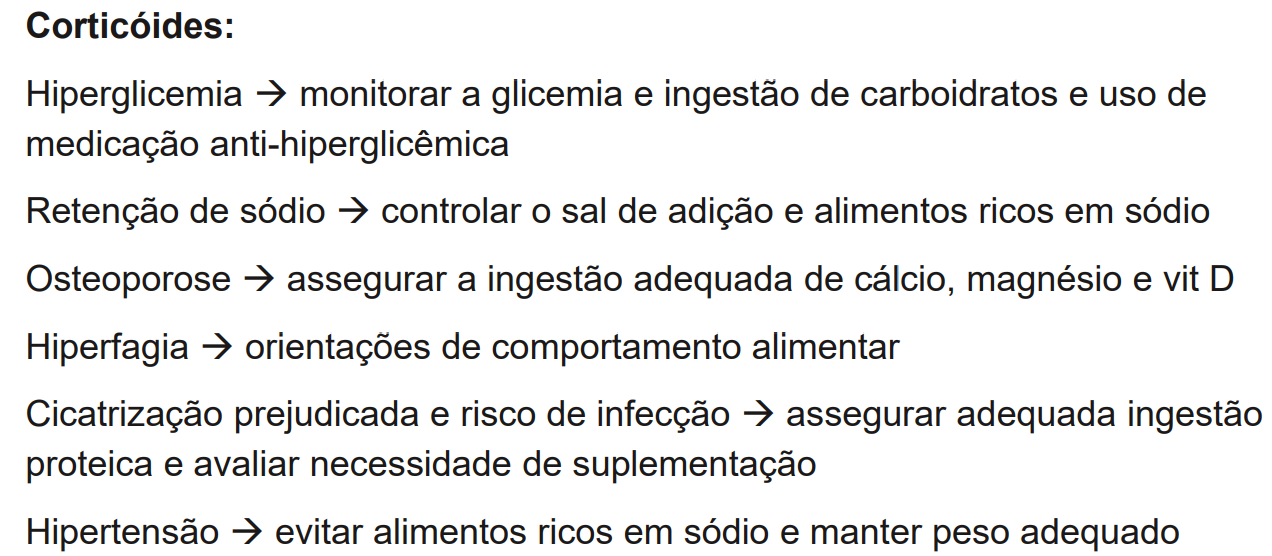 Corticóides:
Hiperglicemia → monitorar a glicemia e ingestão de carboidratos e uso de
medicação anti-hiperglicêmica
Retenção de sódio → controlar o sal de adição e alimentos ricos em sódio
Osteoporose → assegurar a ingestão adequada de cálcio, magnésio e vit D
Hiperfagia → orientações de comportamento alimentar
Cicatrização prejudicada e risco de infecção → assegurar adequada ingestão
proteica e avaliar necessidade de suplementação
Hipertensão → evitar alimentos ricos em sódio e manter peso adequado